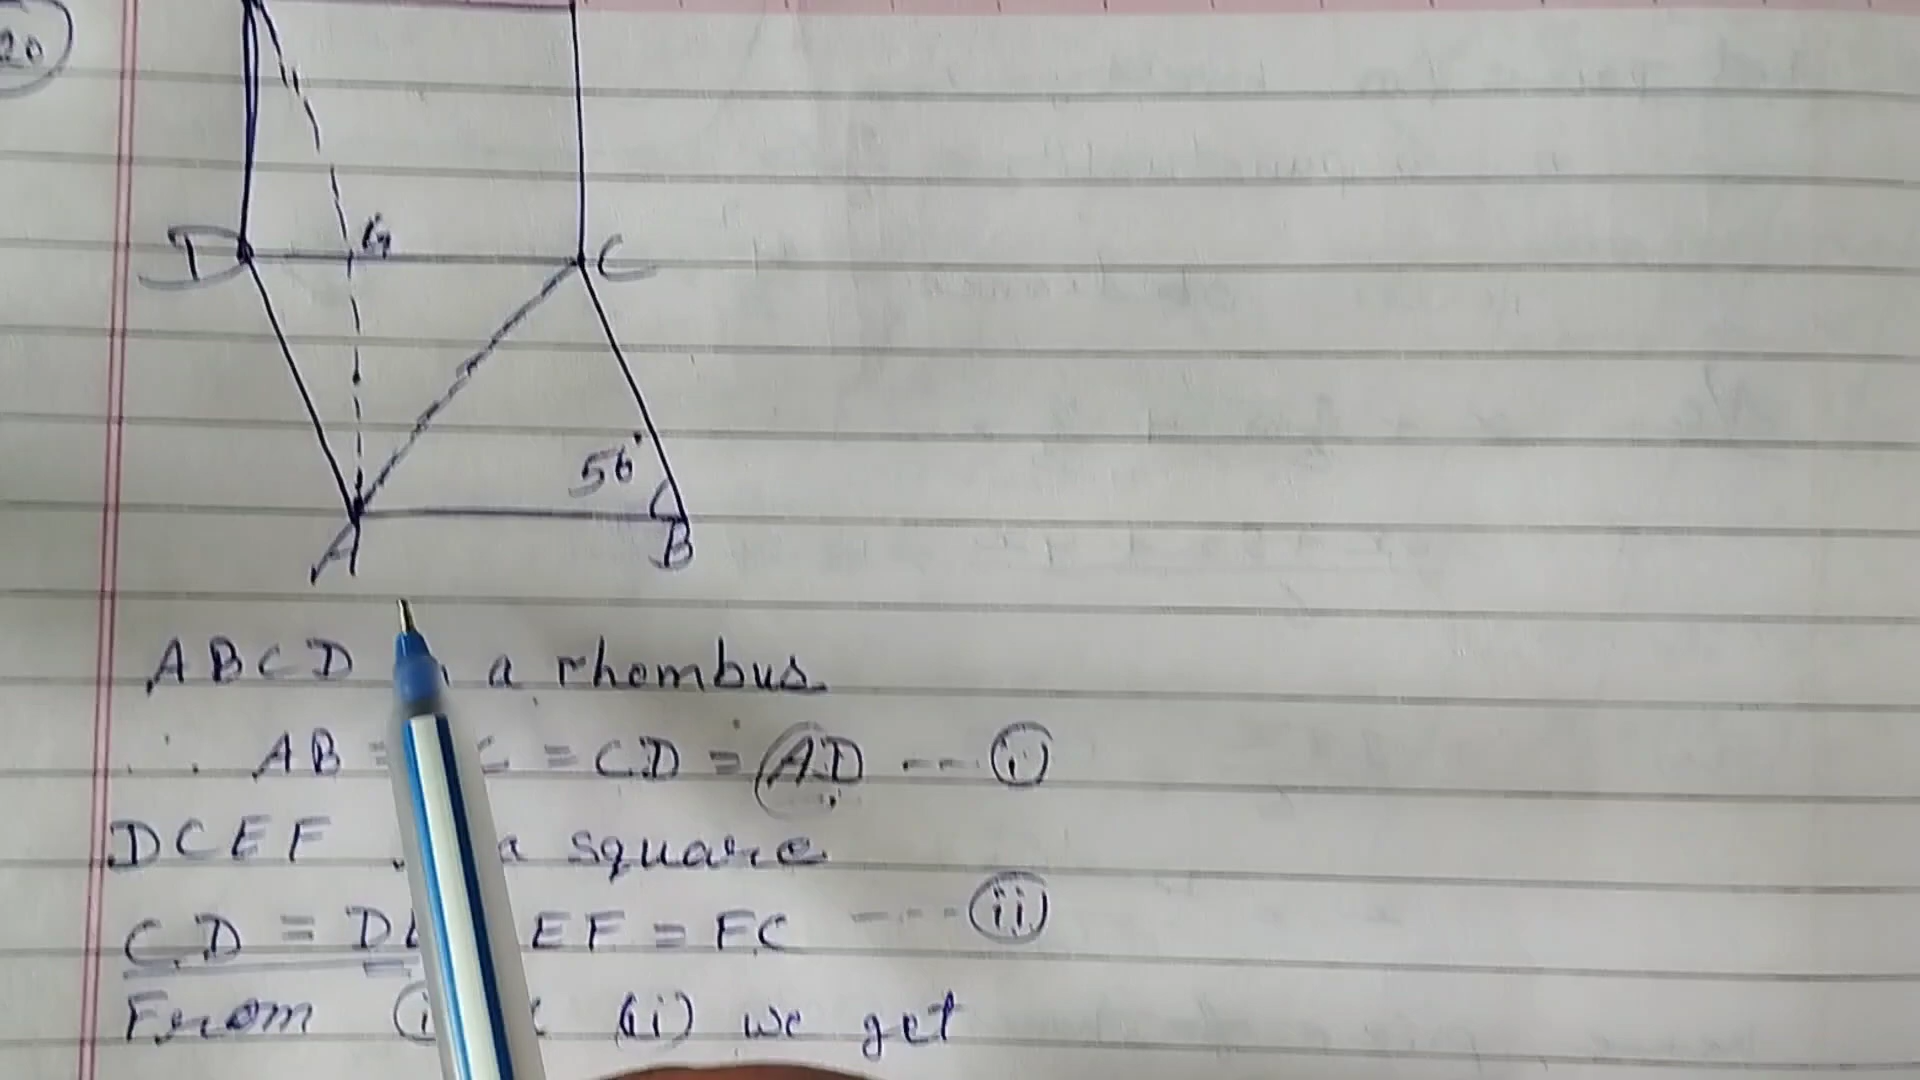 20
D G C
56°
A B
ABCD a rhombus
∴ AB = C = CD = AD --- (i)
DCEF a square
CD = D EF = FC --- (ii)
From (i (ii) we get